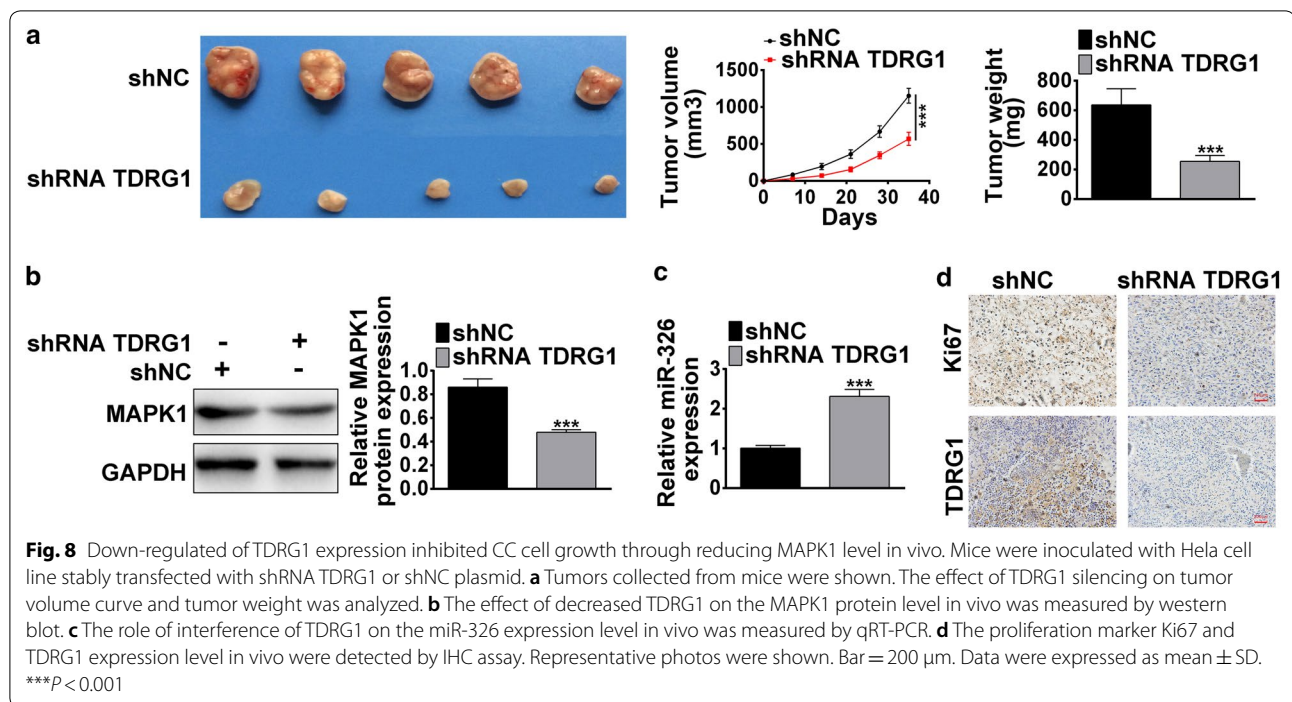 a
shNC
shRNA TDRG1
shNC
shRNA TDRG1
Tumor volume
(mm3)
1500
1000
500
0
***
0 10 20 30 40
Days
shNC
shRNA TDRG1
Tumor weight
(mg)
800
600
400
200
0
***
b
shRNA TDRG1 - +
shNC + -
MAPK1
GAPDH
shNC
shRNA TDRG1
Relative MAPK1
protein expression
1.0
0.8
0.6
0.4
0.2
0.0
***
c
shNC
shRNA TDRG1
Relative miR-326
expression
3
2
1
0
***
d
shNC shRNA TDRG1
Ki67
TDRG1
Fig. 8 Down-regulated of TDRG1 expression inhibited CC cell growth through reducing MAPK1 level in vivo. Mice were inoculated with Hela cell
line stably transfected with shRNA TDRG1 or shNC plasmid. a Tumors collected from mice were shown. The effect of TDRG1 silencing on tumor
volume curve and tumor weight was analyzed. b The effect of decreased TDRG1 on the MAPK1 protein level in vivo was measured by western
blot. c The role of interference of TDRG1 on the miR-326 expression level in vivo was measured by qRT-PCR. d The proliferation marker Ki67 and
TDRG1 expression level in vivo were detected by IHC assay. Representative photos were shown. Bar = 200 μm. Data were expressed as mean ± SD.
***P < 0.001